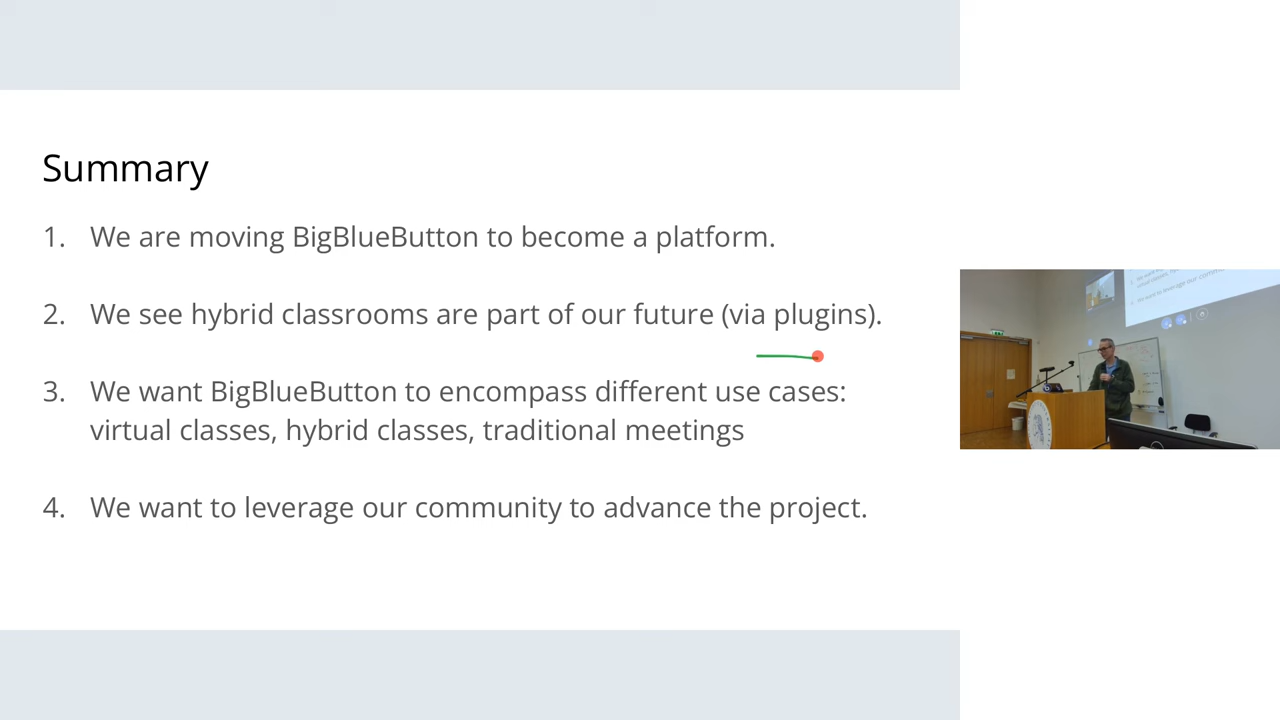 Summary
1. We are moving BigBlueButton to become a platform.
2. We see hybrid classrooms are part of our future (via plugins).
3. We want BigBlueButton to encompass different use cases:
virtual classes, hybrid classes, traditional meetings
4. We want to leverage our community to advance the project.